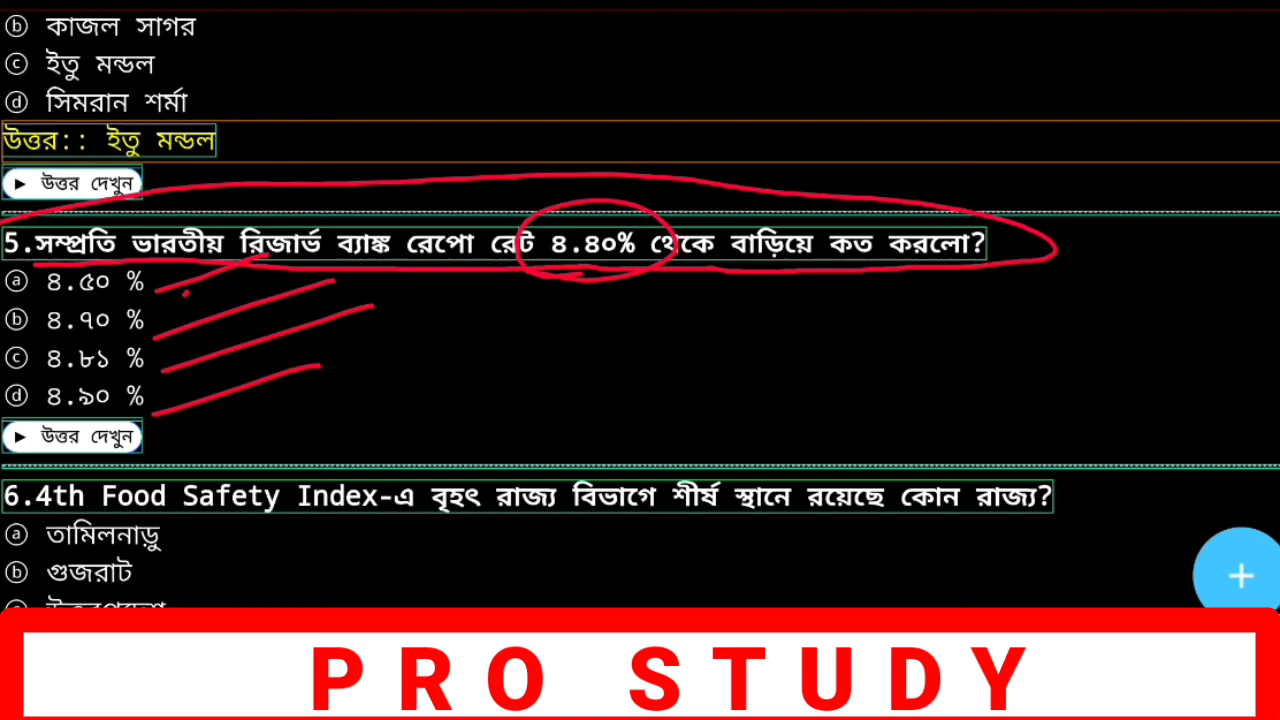 ⓑ কাজল সাগর
ⓒ ইতু মন্ডল
ⓓ সিমরান শর্মা
উত্তর:: ইতু মন্ডল
▶ উত্তর দেখুন
5.সম্প্রতি ভারতীয় রিজার্ভ ব্যাঙ্ক রেপো রেট ৪.৪০% থেকে বাড়িয়ে কত করলো?
ⓐ ৪.৫০ %
ⓑ ৪.৭০ %
ⓒ ৪.৮১ %
ⓓ ৪.৯০ %
▶ উত্তর দেখুন
6.4th Food Safety Index-এ বৃহৎ রাজ্য বিভাগে শীর্ষ স্থানে রয়েছে কোন রাজ্য?
ⓐ তামিলনাড়ু
ⓑ গুজরাট
+
PRO STUDY